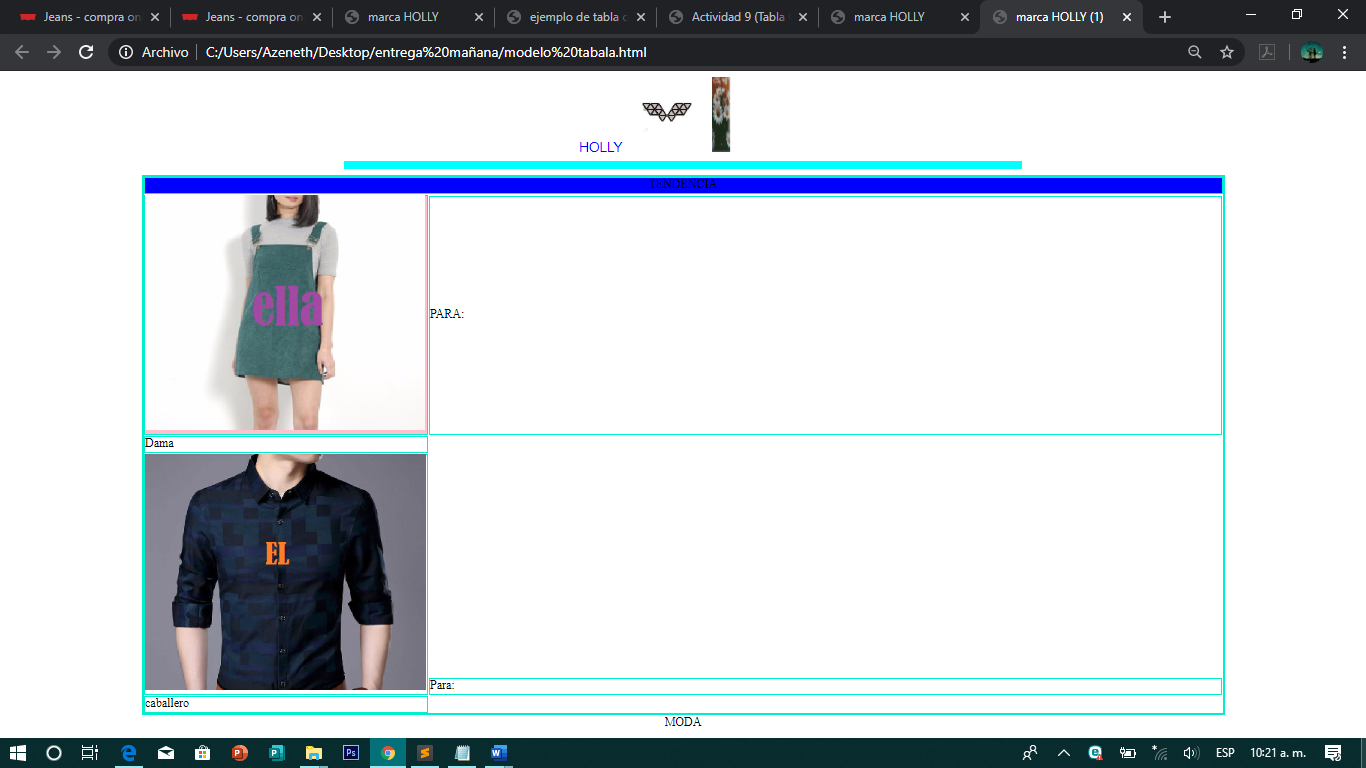 Jeans - compra on
Jeans - compra on
marca HOLLY
ejemplo de tabla c
Actividad 9 (Tabla
marca HOLLY
marca HOLLY (1)
Archivo C:/Users/Azeneth/Desktop/entrega%20mañana/modelo%20tabala.html
HOLLY
TENDENCIA
ella
PARA:
Dama
EL
Para:
caballero
MODA
ESP 10:21 a. m.